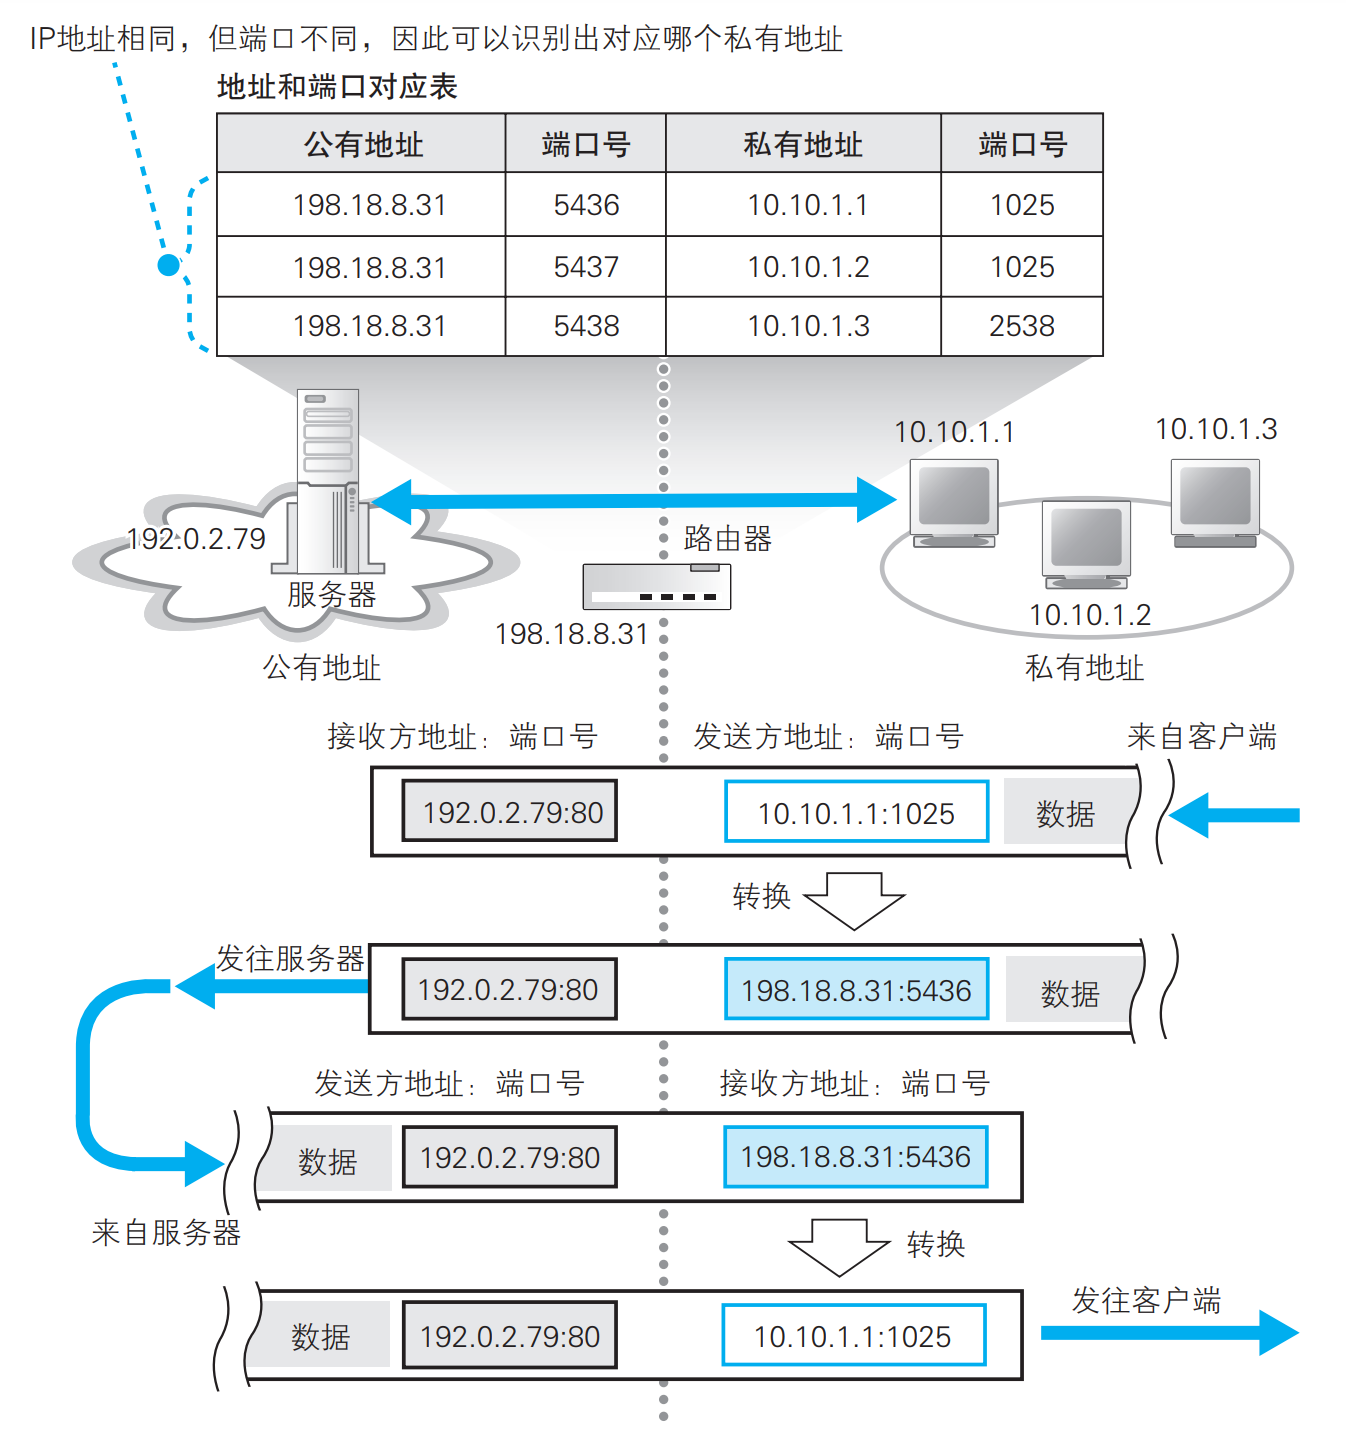 IP地址相同，但端口不同，因此可以识别出对应哪个私有地址
地址和端口对应表
公有地址 端口号 私有地址 端口号
198.18.8.31 5436 10.10.1.1 1025
198.18.8.31 5437 10.10.1.2 1025
198.18.8.31 5438 10.10.1.3 2538
10.10.1.1
10.10.1.3
192.0.2.79
服务器
路由器
198.18.8.31
10.10.1.2
公有地址
私有地址
接收方地址：端口号 发送方地址：端口号 来自客户端
192.0.2.79:80 10.10.1.1:1025 数据
转换
发往服务器
192.0.2.79:80 198.18.8.31:5436 数据
发送方地址：端口号 接收方地址：端口号
数据 192.0.2.79:80 198.18.8.31:5436
来自服务器
转换
发往客户端
数据 192.0.2.79:80 10.10.1.1:1025